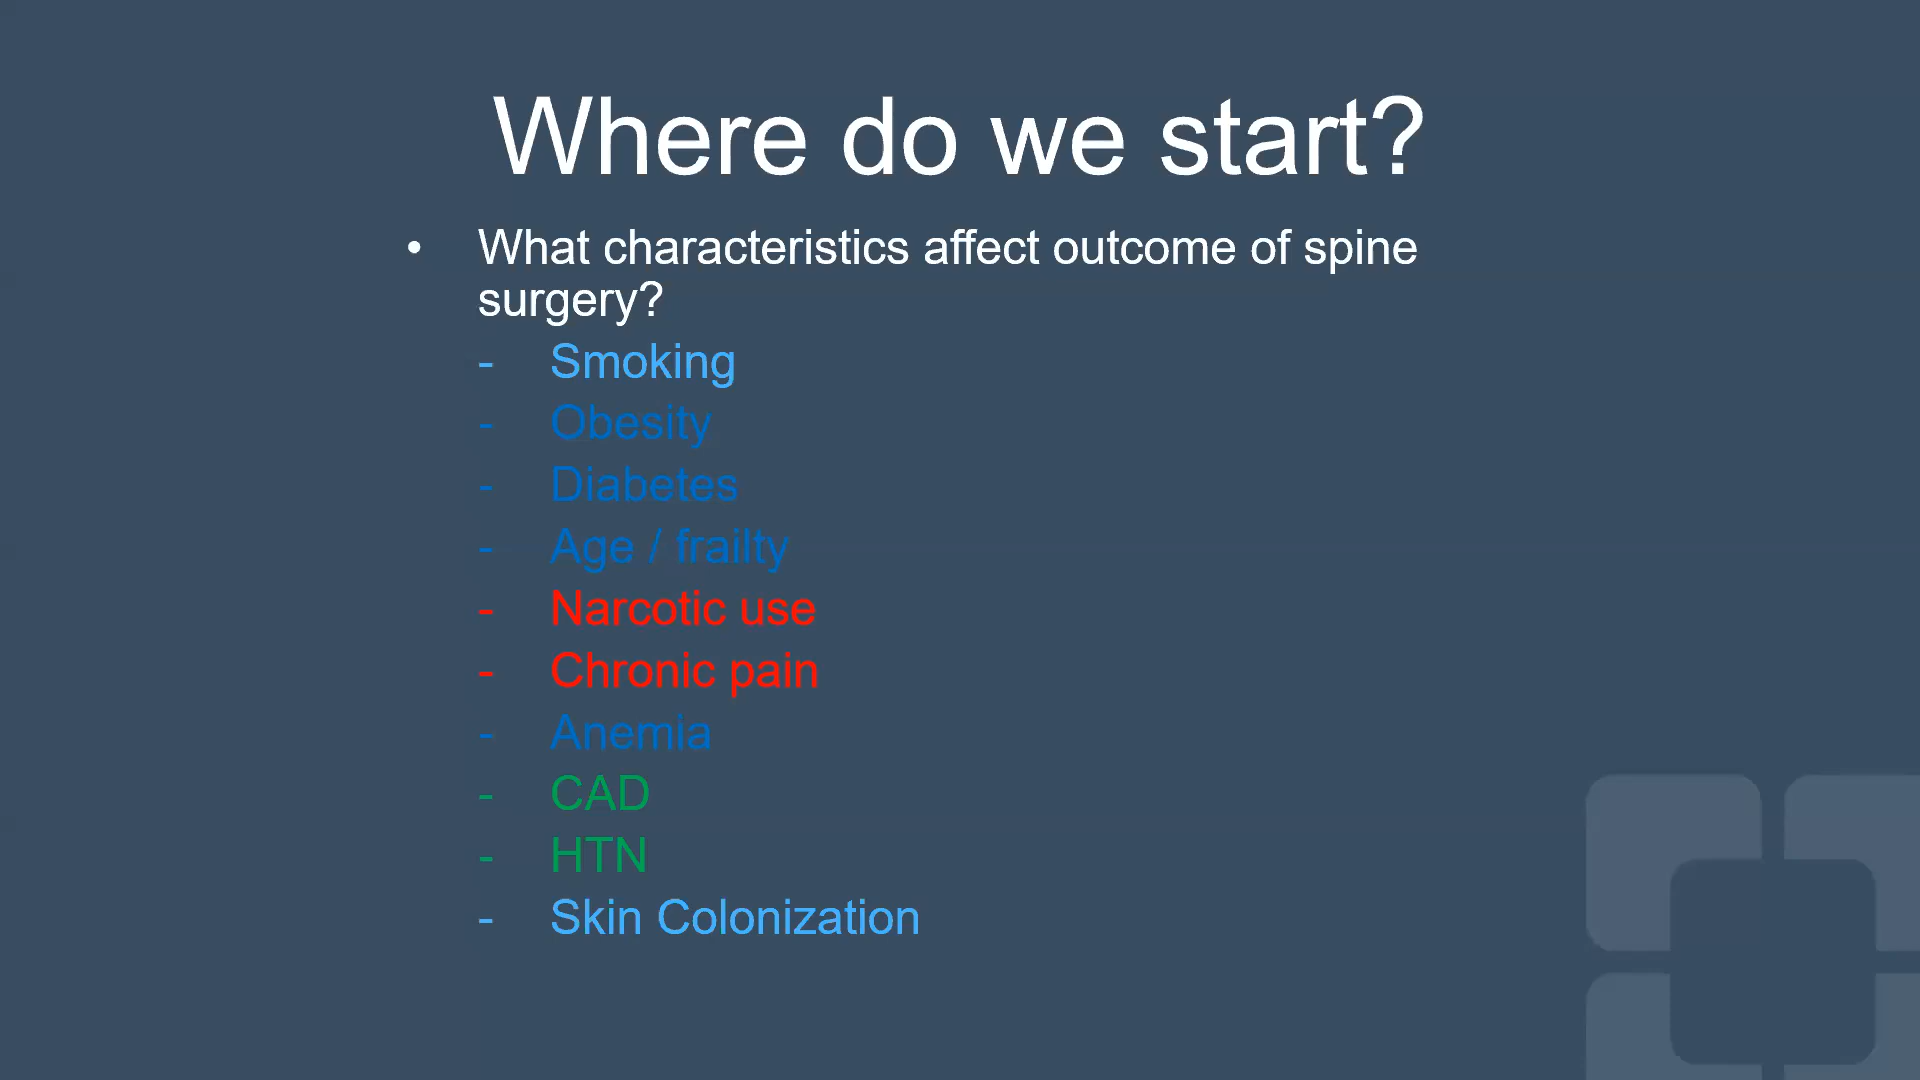 Where do we start?
• What characteristics affect outcome of spine
surgery?
- Smoking
- Obesity
- Diabetes
- Age / frailty
- Narcotic use
- Chronic pain
- Anemia
- CAD
- HTN
- Skin Colonization